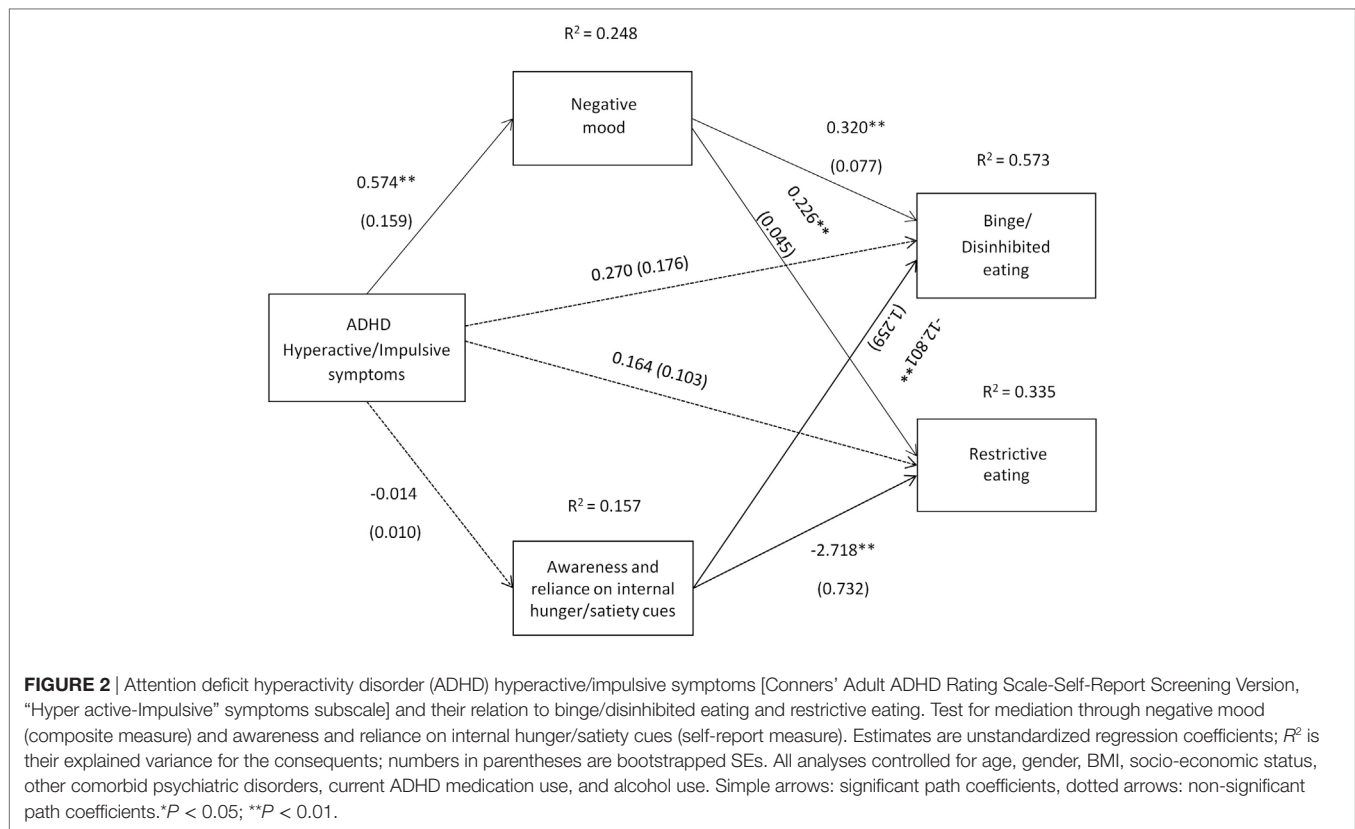 R² = 0.248
Negative
mood
0.320**
(0.077)
R² = 0.573
0.574**
(0.159)
0.226**
(0.045)
Binge/
Disinhibited
eating
0.270 (0.176)
ADHD
Hyperactive/Impulsive
symptoms
-12.801**
(1.259)
0.164 (0.103)
R² = 0.335
Restrictive
eating
-0.014
(0.010)
R² = 0.157
-2.718**
(0.732)
Awareness and
reliance on internal
hunger/satiety cues
FIGURE 2 | Attention deficit hyperactivity disorder (ADHD) hyperactive/impulsive symptoms [Conners’ Adult ADHD Rating Scale-Self-Report Screening Version,
“Hyper active-Impulsive” symptoms subscale] and their relation to binge/disinhibited eating and restrictive eating. Test for mediation through negative mood
(composite measure) and awareness and reliance on internal hunger/satiety cues (self-report measure). Estimates are unstandardized regression coefficients; R² is
their explained variance for the consequents; numbers in parentheses are bootstrapped SEs. All analyses controlled for age, gender, BMI, socio-economic status,
other comorbid psychiatric disorders, current ADHD medication use, and alcohol use. Simple arrows: significant path coefficients, dotted arrows: non-significant
path coefficients.*P < 0.05; **P < 0.01.